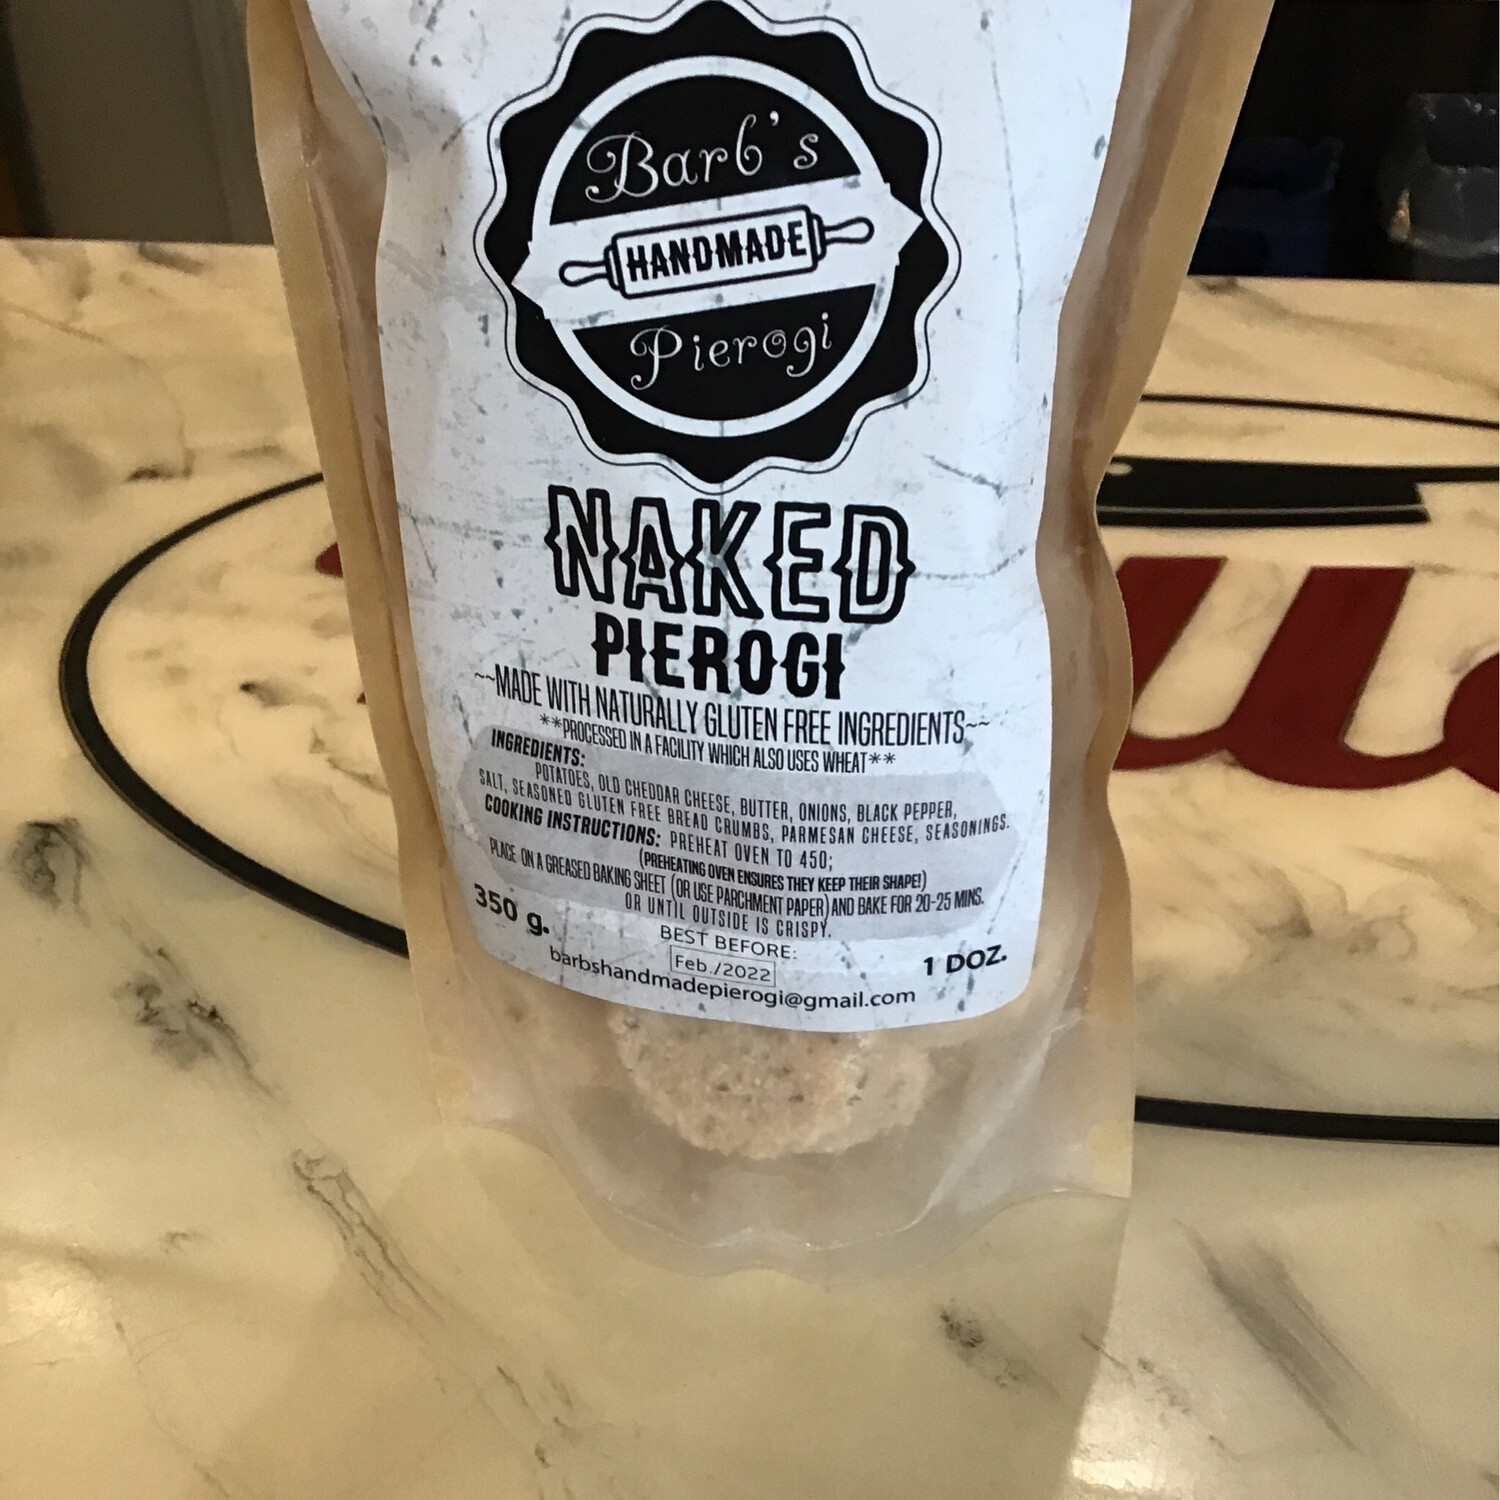 Barb's
HANDMADE
Pierogi
NAKED
PIEROGI
~~MADE WITH NATURALLY GLUTEN FREE INGREDIENTS~~
**PROCESSED IN A FACILITY WHICH ALSO USES WHEAT**
INGREDIENTS:
POTATOES, OLD CHEDDAR CHEESE, BUTTER, ONIONS, BLACK PEPPER,
SALT, SEASONED GLUTEN FREE BREAD CRUMBS, PARMESAN CHEESE, SEASONINGS.
COOKING INSTRUCTIONS: PREHEAT OVEN TO 450;
(PREHEATING OVEN ENSURES THEY KEEP THEIR SHAPE!)
PLACE ON A GREASED BAKING SHEET (OR USE PARCHMENT PAPER) AND BAKE FOR 20-25 MINS.
OR UNTIL OUTSIDE IS CRISPY.
350 g.
BEST BEFORE:
Feb./2022
1 DOZ.
barbshandmadepierogi@gmail.com